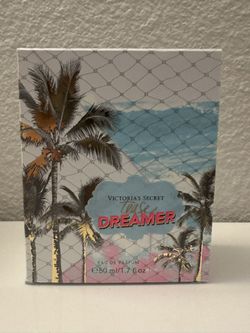 VICTORIA'S SECRET
Tease
DREAMER
EAU DE PARFUM
℮50 ml/1.7 fl oz